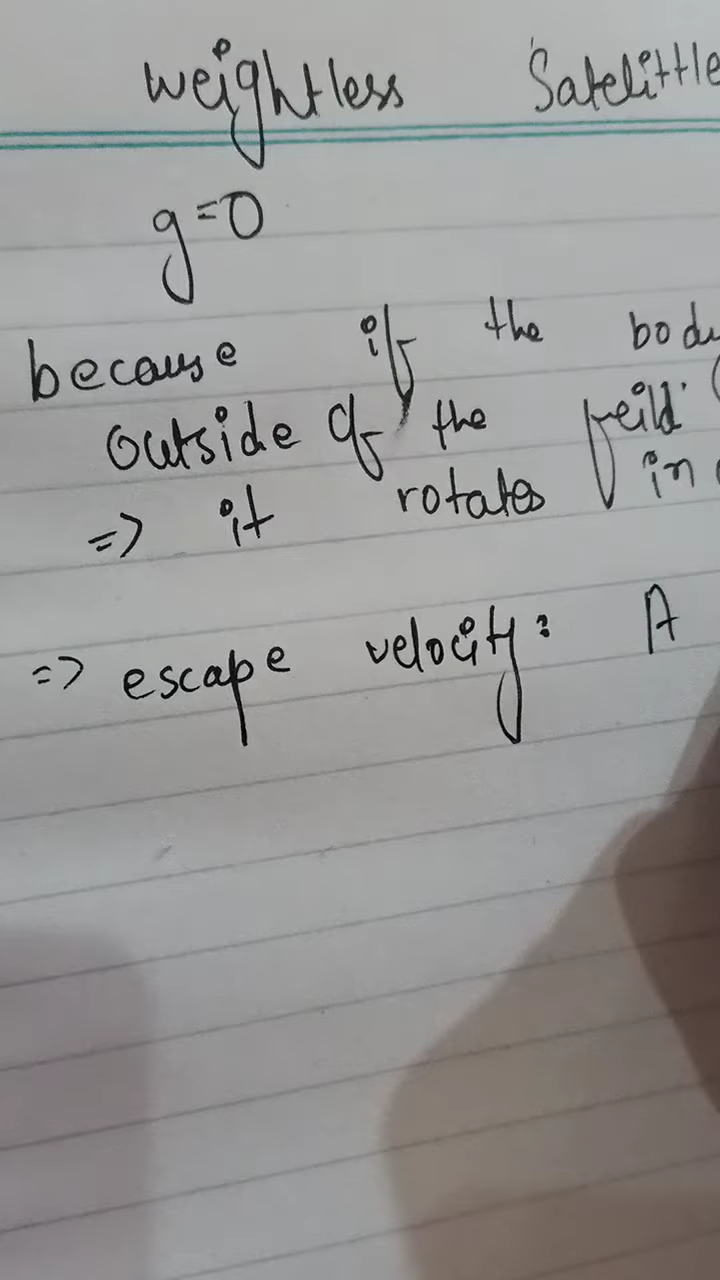 weightless Satelittle
g=0
because if the bod
outside of the feild
=> it rotates in
=> escape velocity: A